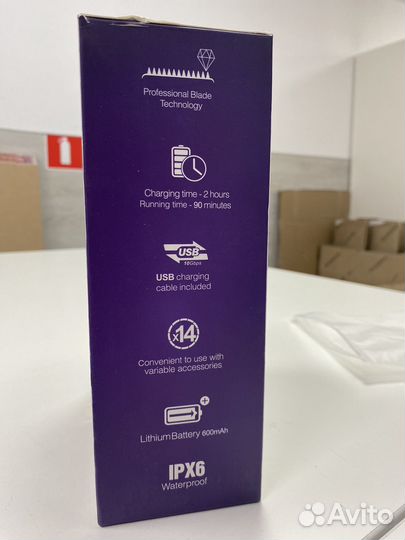 Professional Blade
Technology
Charging time - 2 hours
Running time - 90 minutes
USB
10Gbps
USB charging
cable included
x14
Convenient to use with
variable accessories
+
Lithium Battery 600mAh
IPX6
Waterproof
Avito